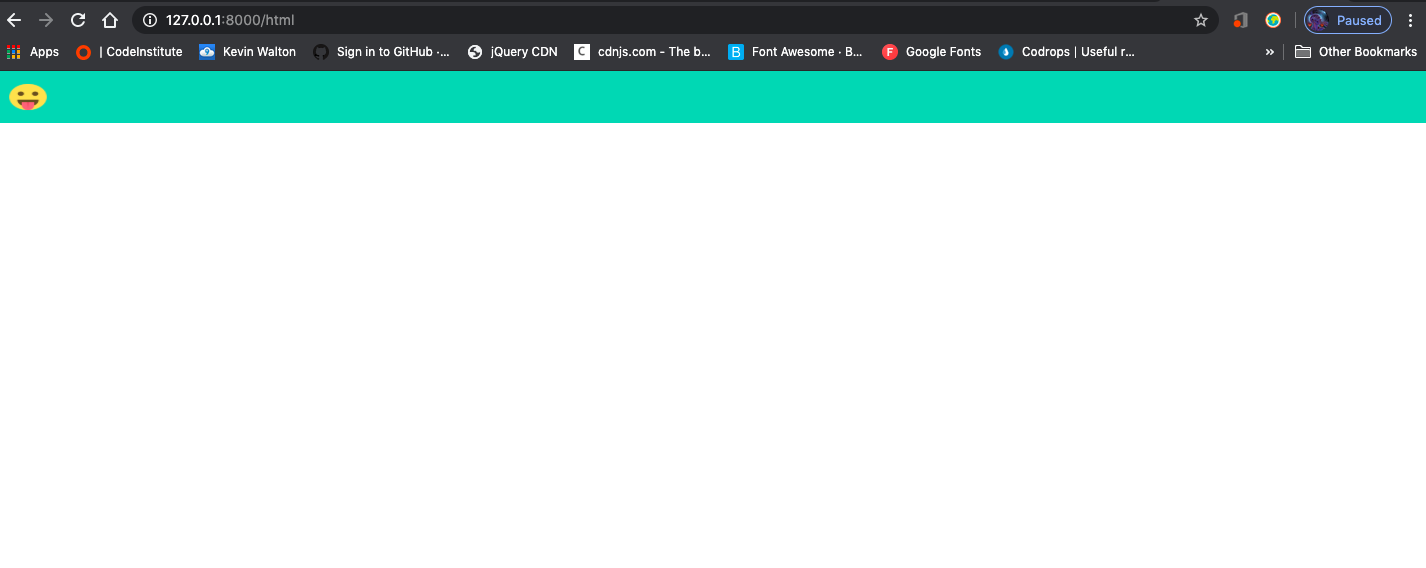 127.0.0.1:8000/html Paused
Apps | CodeInstitute Kevin Walton Sign in to GitHub ·... jQuery CDN C cdnjs.com - The b... B Font Awesome · B... F Google Fonts Codrops | Useful r... » Other Bookmarks